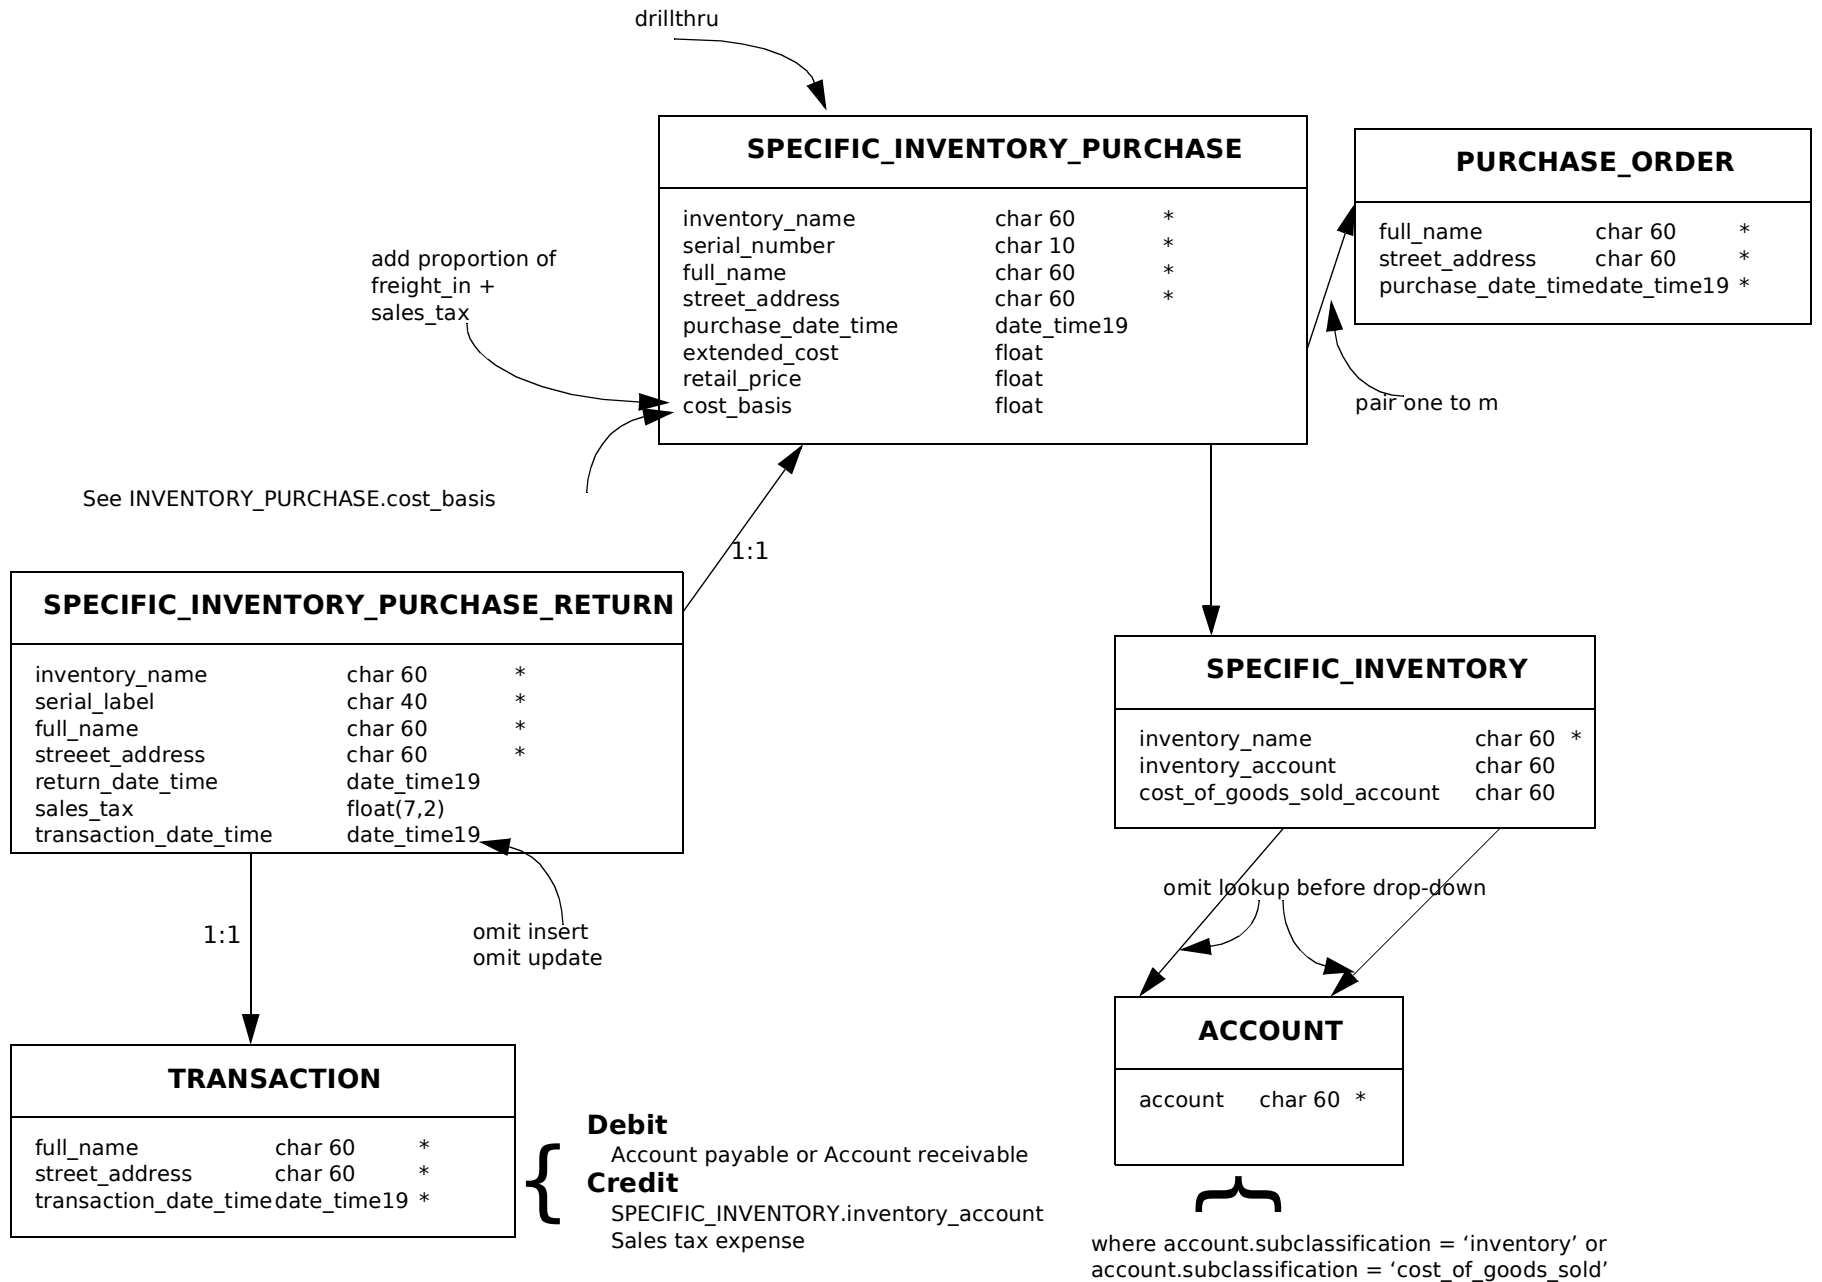 drillthru
SPECIFIC_INVENTORY_PURCHASE
inventory_name char 60 *
serial_number char 10 *
full_name char 60 *
street_address char 60 *
purchase_date_time date_time19
extended_cost float
retail_price float
cost_basis float
PURCHASE_ORDER
full_name char 60 *
street_address char 60 *
purchase_date_time date_time19 *
pair one to m
add proportion of
freight_in +
sales_tax
See INVENTORY_PURCHASE.cost_basis
1:1
SPECIFIC_INVENTORY_PURCHASE_RETURN
inventory_name char 60 *
serial_label char 40 *
full_name char 60 *
streeet_address char 60 *
return_date_time date_time19
sales_tax float(7,2)
transaction_date_time date_time19
omit insert
omit update
1:1
SPECIFIC_INVENTORY
inventory_name char 60 *
inventory_account char 60
cost_of_goods_sold_account char 60
omit lookup before drop-down
ACCOUNT
account char 60 *
where account.subclassification = ‘inventory’ or
account.subclassification = ‘cost_of_goods_sold’
TRANSACTION
full_name char 60 *
street_address char 60 *
transaction_date_time date_time19 *
{
Debit
Account payable or Account receivable
Credit
SPECIFIC_INVENTORY.inventory_account
Sales tax expense